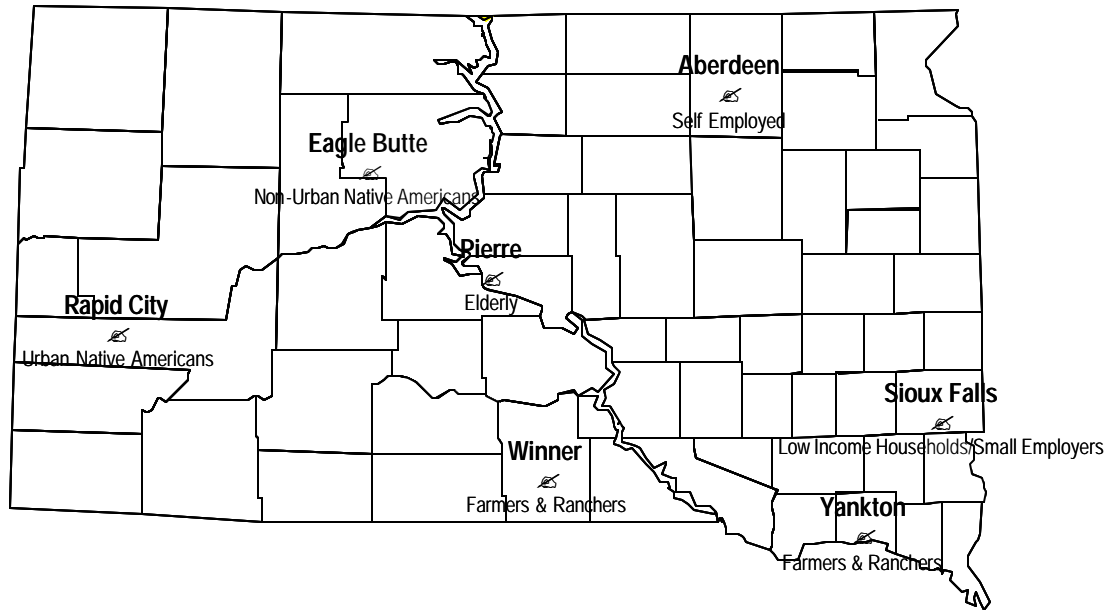 Aberdeen
Self Employed
Eagle Butte
Non-Urban Native Americans
Pierre
Elderly
Rapid City
Urban Native Americans
Sioux Falls
Low Income Households/Small Employers
Winner
Farmers & Ranchers
Yankton
Farmers & Ranchers